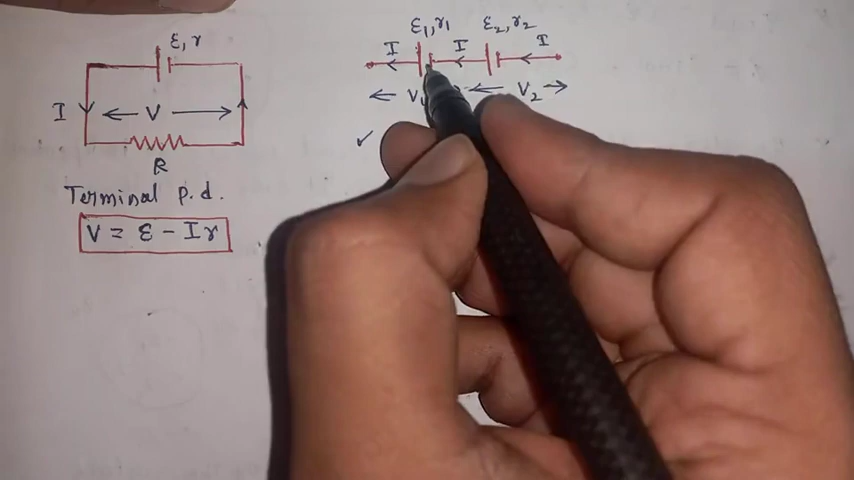 ε, r
I
V
R
Terminal p.d.
V = ε - Ir
ε₁, r₁ ε₂, r₂
I I I
V₂